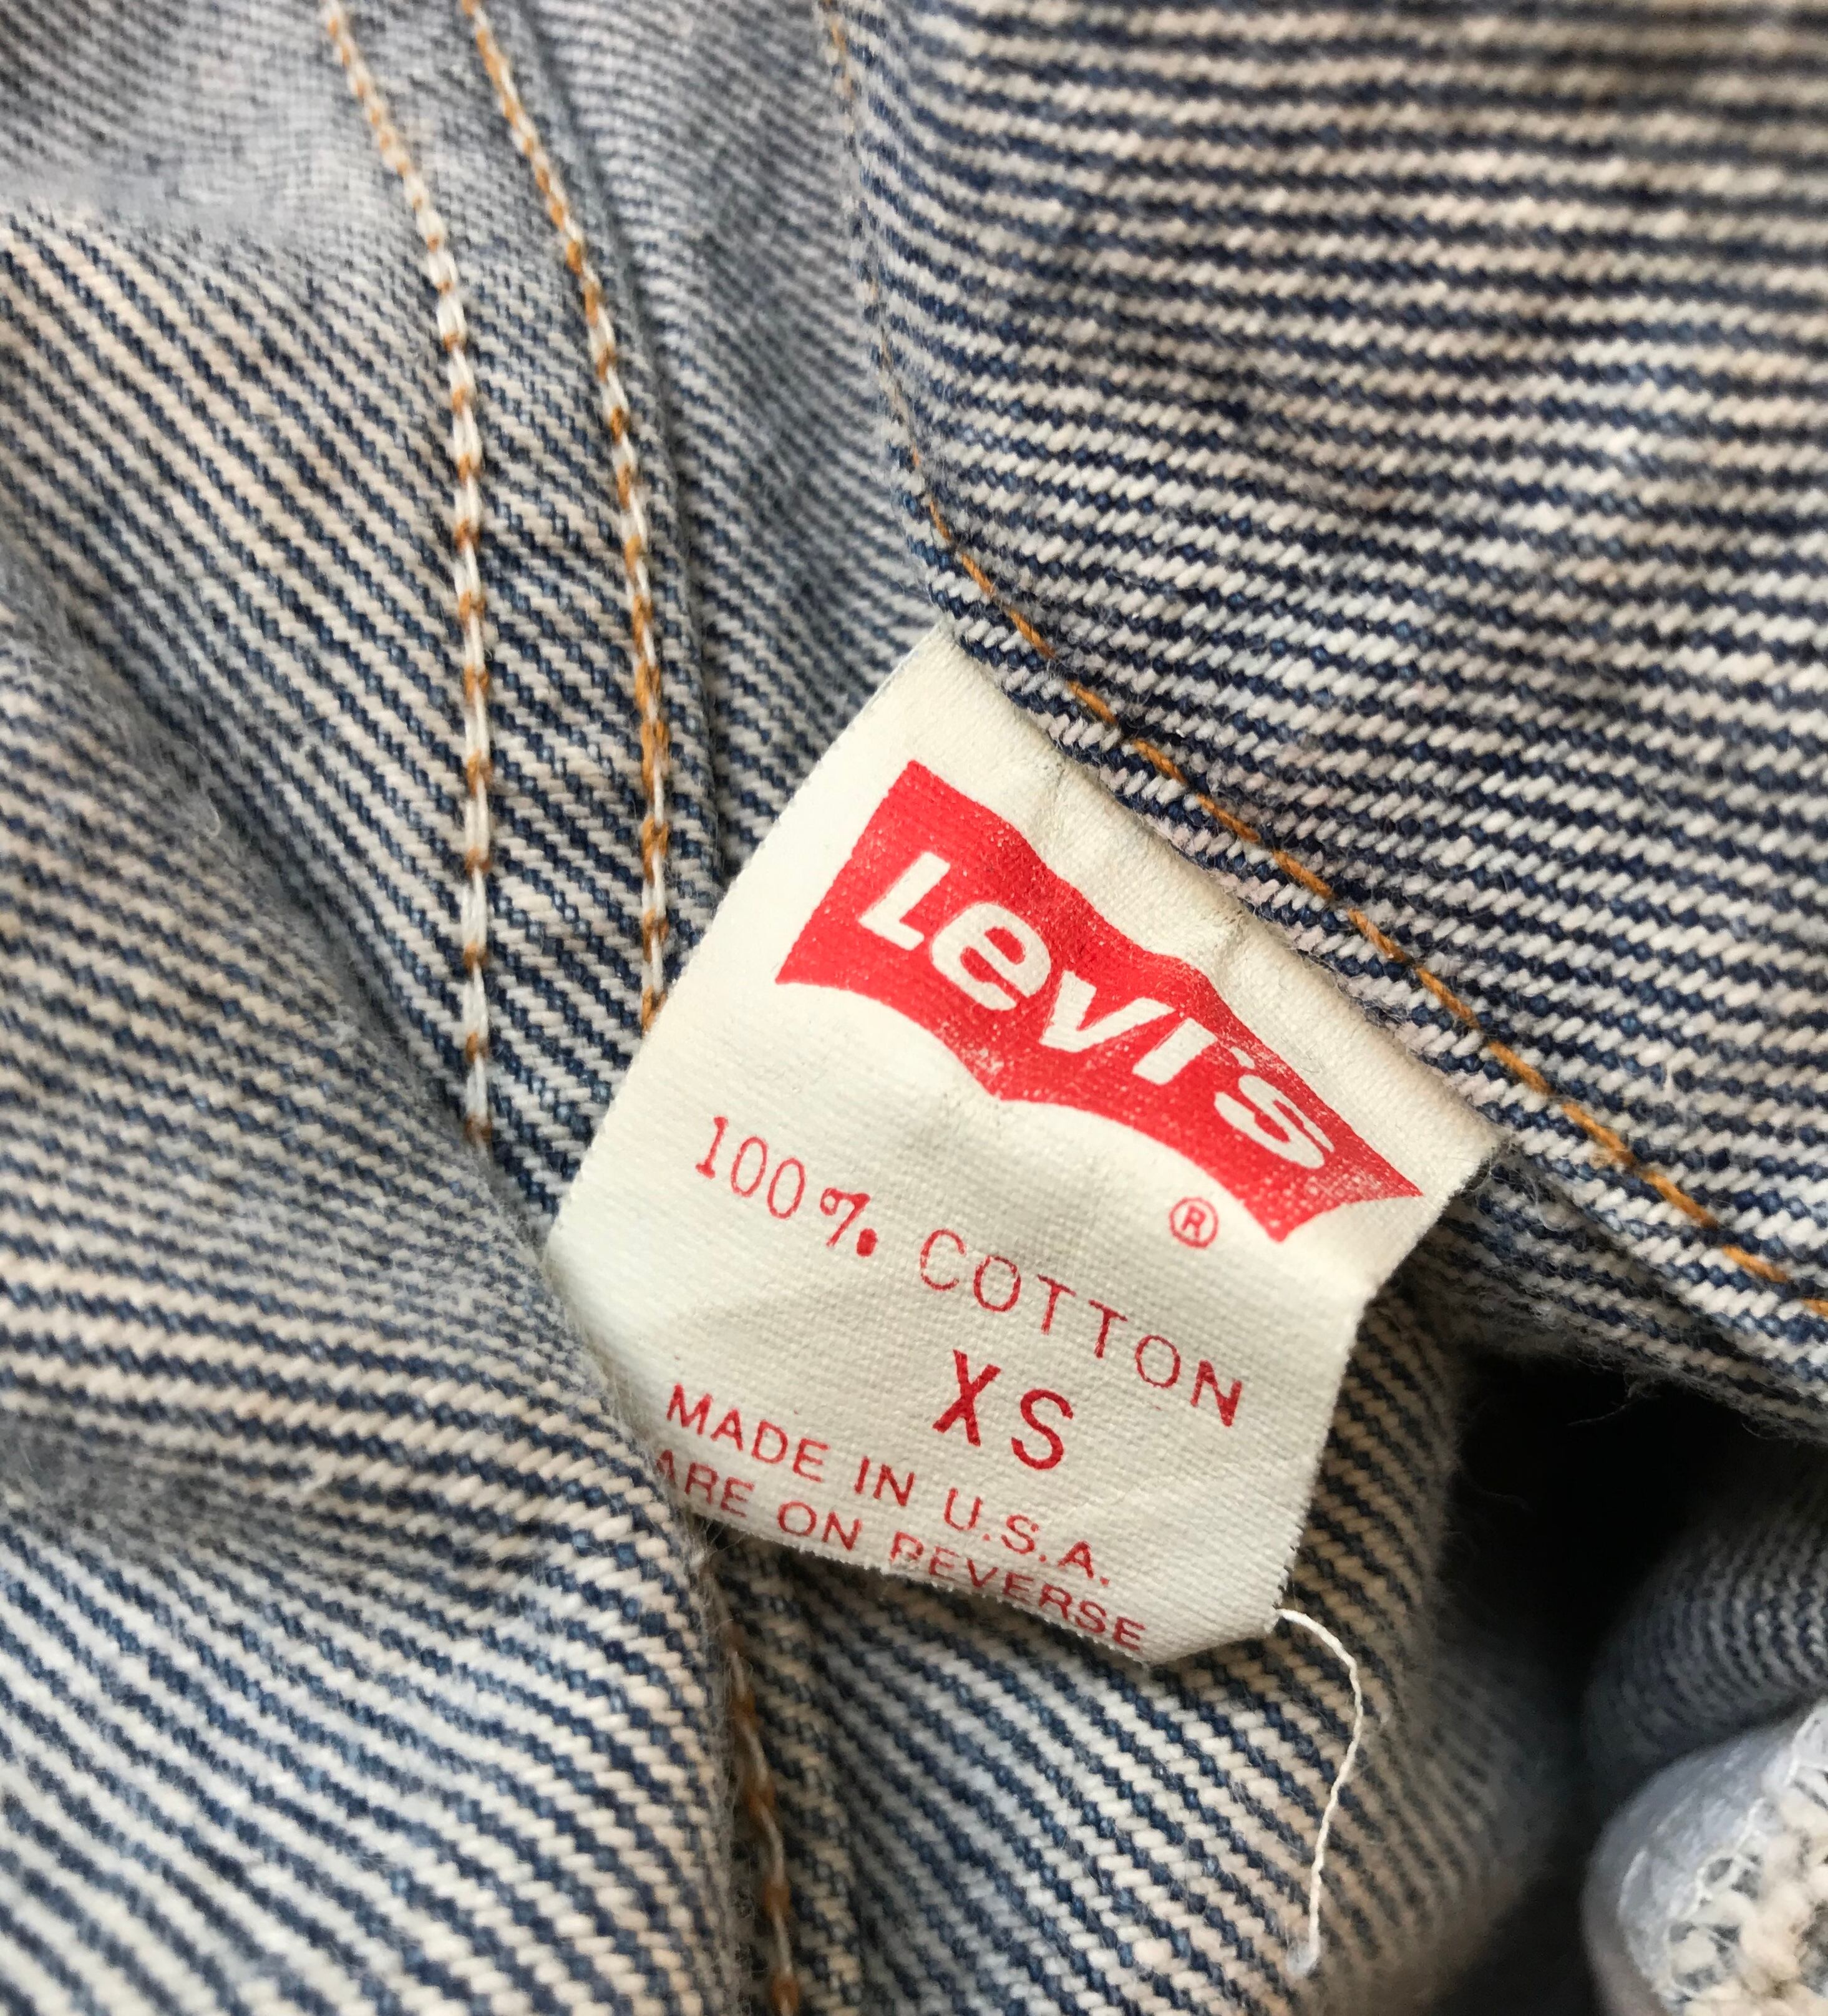 Levi's
®
100% COTTON
XS
MADE IN U.S.A.
ARE ON REVERSE